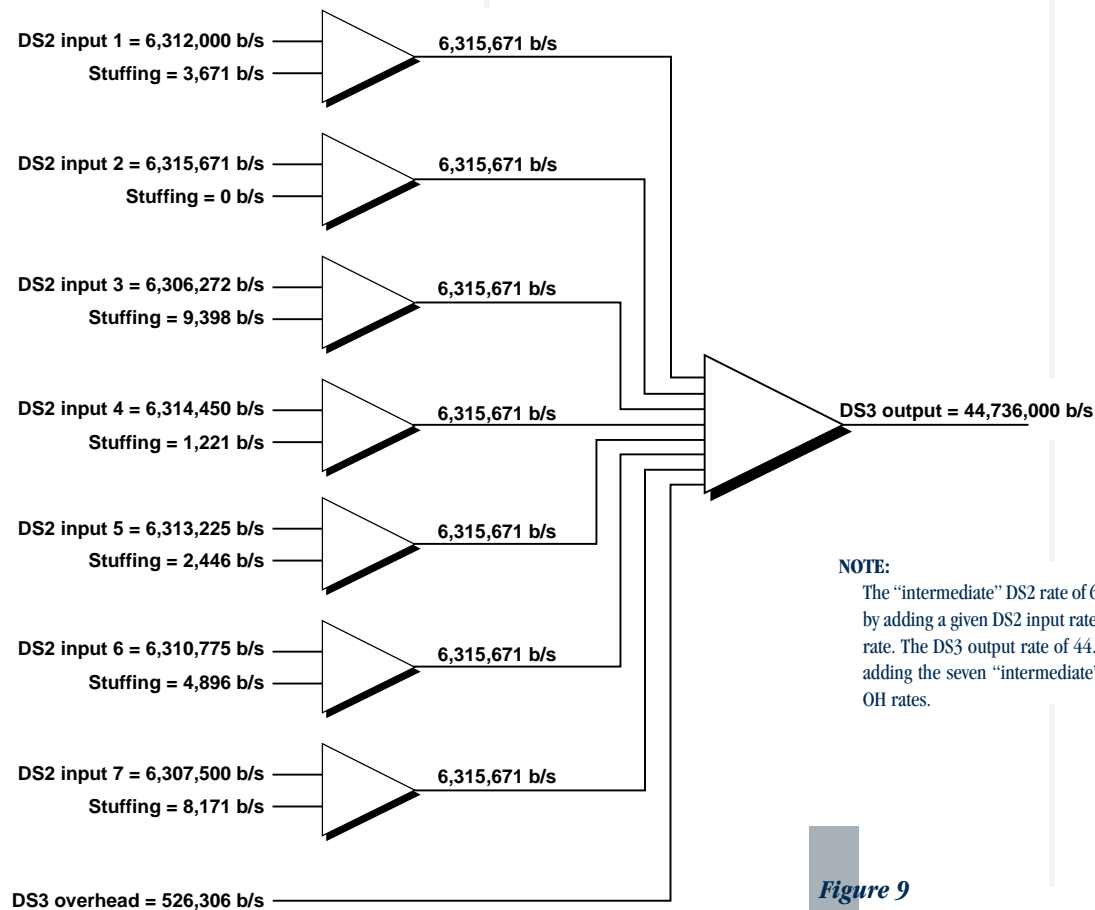 DS2 input 1 = 6,312,000 b/s
Stuffing = 3,671 b/s
6,315,671 b/s
DS2 input 2 = 6,315,671 b/s
Stuffing = 0 b/s
6,315,671 b/s
DS2 input 3 = 6,306,272 b/s
Stuffing = 9,398 b/s
6,315,671 b/s
DS2 input 4 = 6,314,450 b/s
Stuffing = 1,221 b/s
6,315,671 b/s
DS3 output = 44,736,000 b/s
DS2 input 5 = 6,313,225 b/s
Stuffing = 2,446 b/s
6,315,671 b/s
DS2 input 6 = 6,310,775 b/s
Stuffing = 4,896 b/s
6,315,671 b/s
DS2 input 7 = 6,307,500 b/s
Stuffing = 8,171 b/s
6,315,671 b/s
DS3 overhead = 526,306 b/s
NOTE:
The “intermediate” DS2 rate of 6
by adding a given DS2 input rate
rate. The DS3 output rate of 44.
adding the seven “intermediate”
OH rates.
Figure 9